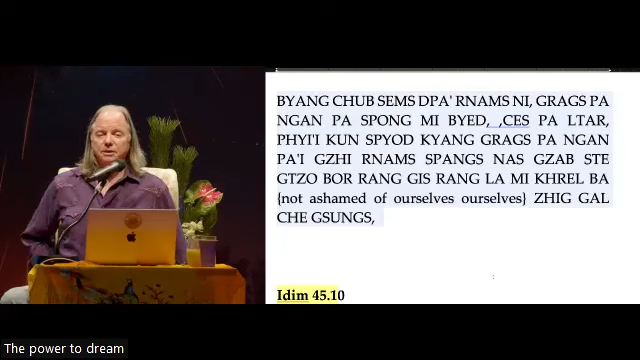 BYANG CHUB SEMS DPA' RNAMS NI, GRAGS PA
NGAN PA SPONG MI BYED, ,CES PA LTAR,
PHYI'I KUN SPYOD KYANG GRAGS PA NGAN
PA'I GZHI RNAMS SPANGS NAS GZAB STE
GTZO BOR RANG GIS RANG LA MI KHREL BA
{not ashamed of ourselves ourselves} ZHIG GAL
CHE GSUNGS,
Idim 45.10
The power to dream